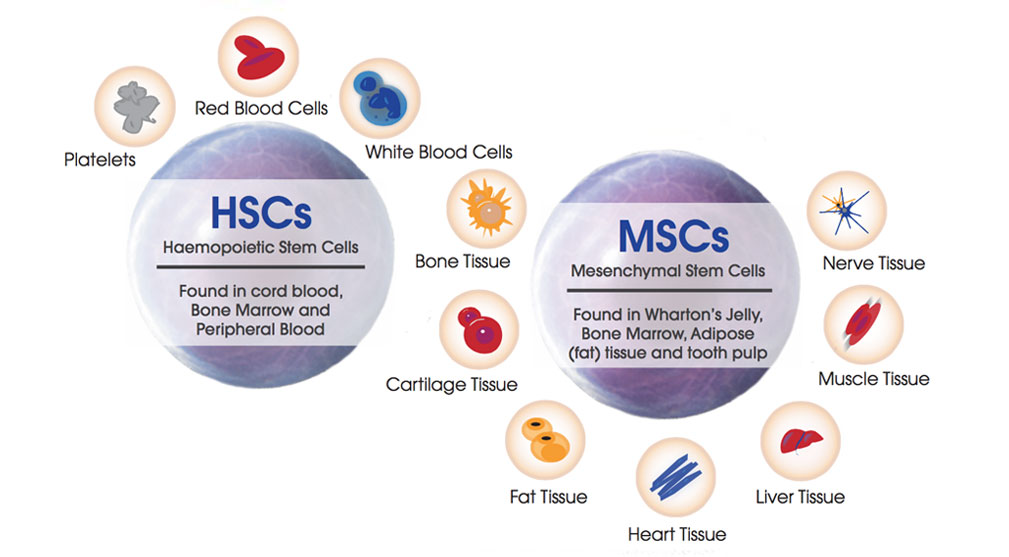 Red Blood Cells
Platelets
White Blood Cells
HSCs
Haemopoietic Stem Cells
Found in cord blood,
Bone Marrow and
Peripheral Blood
MSCs
Mesenchymal Stem Cells
Found in Wharton's Jelly,
Bone Marrow, Adipose
(fat) tissue and tooth pulp
Bone Tissue
Cartilage Tissue
Fat Tissue
Heart Tissue
Liver Tissue
Muscle Tissue
Nerve Tissue